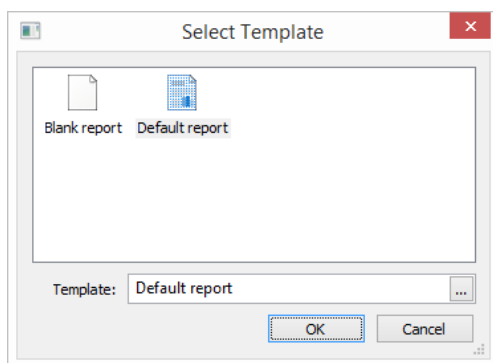 Select Template
Blank report Default report
Template: Default report ...
OK Cancel